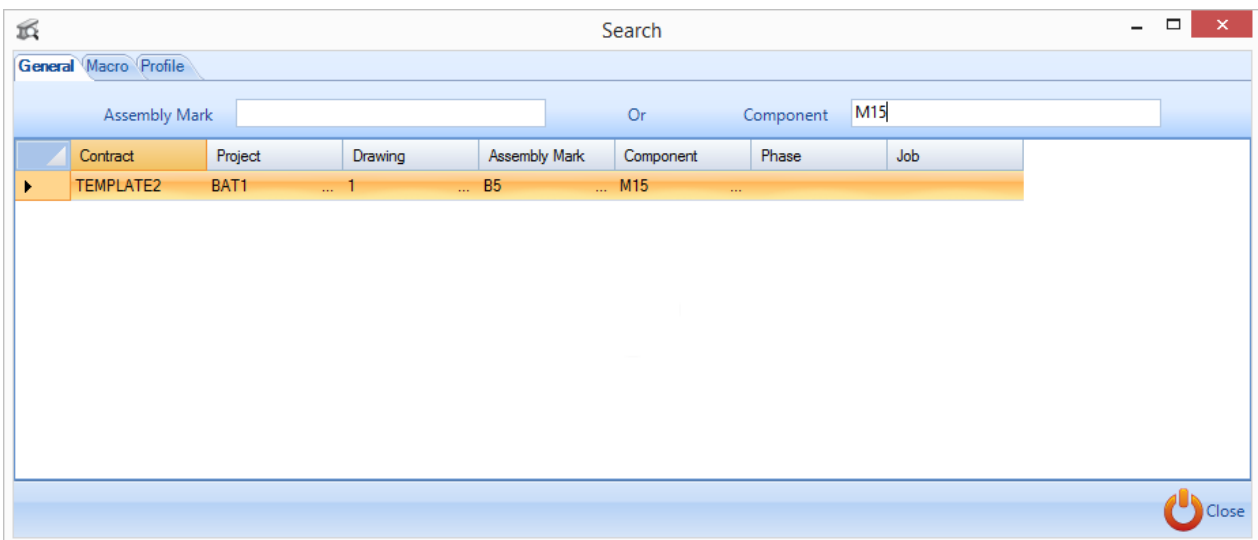 Search
General Macro Profile
Assembly Mark Or Component M15
Contract Project Drawing Assembly Mark Component Phase Job
TEMPLATE2 BAT1 ... 1 ... B5 ... M15 ...
Close